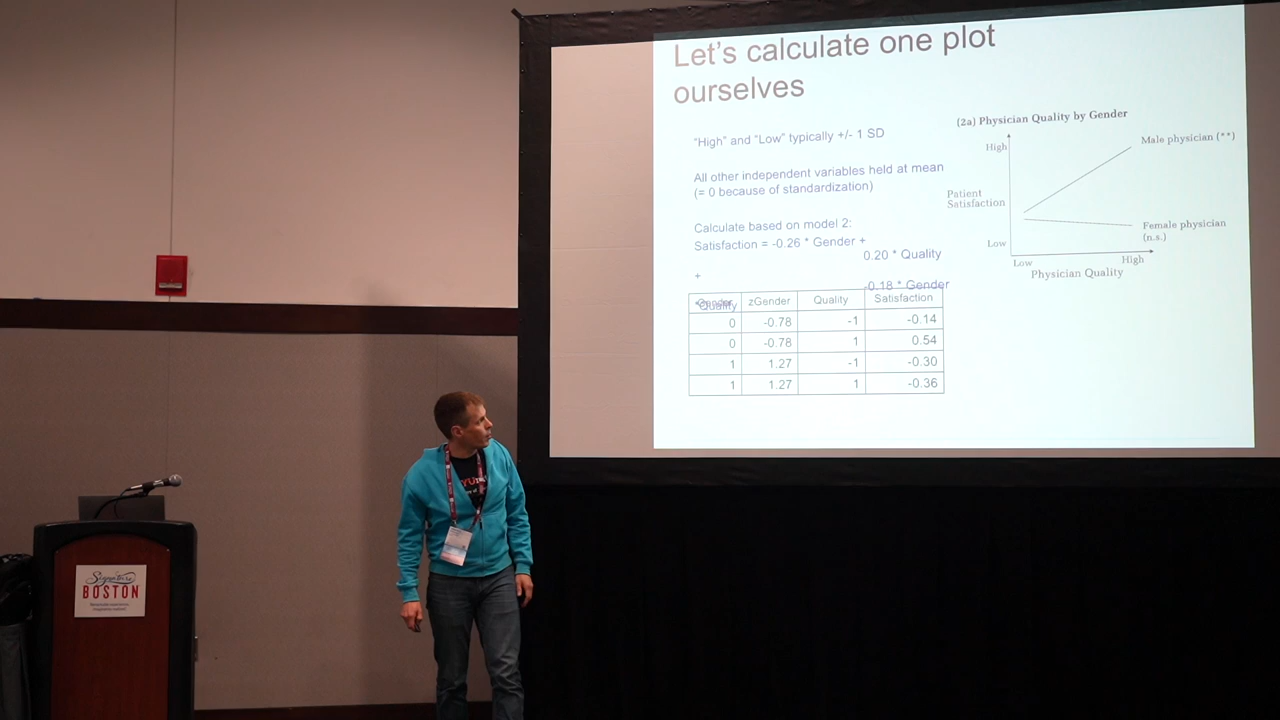 Let's calculate one plot
ourselves
"High" and "Low" typically +/- 1 SD
All other independent variables held at mean
(= 0 because of standardization)
Calculate based on model 2:
Satisfaction = -0.26 * Gender +
0.20 * Quality
+
-0.18 * Gender
*Quality
Gender zGender Quality Satisfaction
0 -0.78 -1 -0.14
0 -0.78 1 0.54
1 1.27 -1 -0.30
1 1.27 1 -0.36
(2a) Physician Quality by Gender
High
Male physician (**)
Patient
Satisfaction
Female physician
(n.s.)
Low
Low High
Physician Quality
Signature
BOSTON